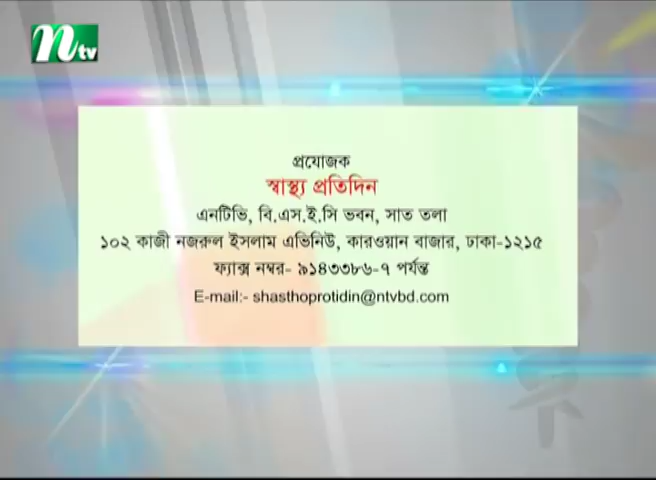 ntv
প্রযোজক
স্বাস্থ্য প্রতিদিন
এনটিভি, বি.এস.ই.সি ভবন, সাত তলা
১০২ কাজী নজরুল ইসলাম এভিনিউ, কারওয়ান বাজার, ঢাকা-১২১৫
ফ্যাক্স নম্বর- ৯১৪৩৩৮৬-৭ পর্যন্ত
E-mail:- shasthoprotidin@ntvbd.com